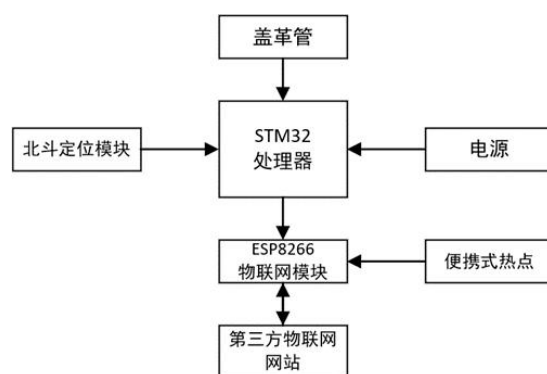 盖革管
STM32
处理器
北斗定位模块
电源
ESP8266
物联网模块
便携式热点
第三方物联网
网站